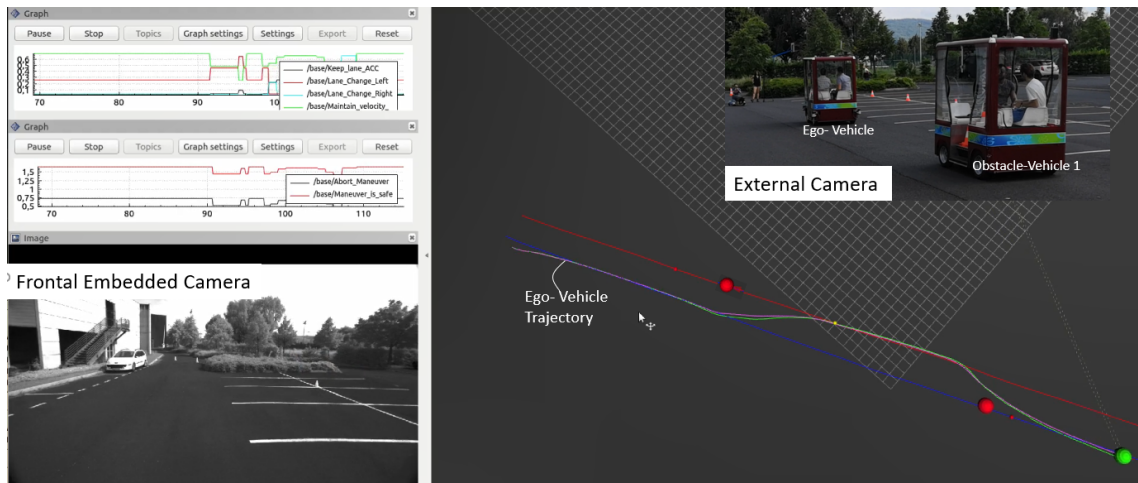 Graph
Pause Stop Topics Graph settings Settings Export Reset
0,6
0,5
0,4
0,3
0,2
0,1
/base/Keep_lane_ACC
/base/Lane_Change_Left
/base/Lane_Change_Right
/base/Maintain_velocity_
70 80 90
Graph
Pause Stop Topics Graph settings Settings Export Reset
1,5
1,25
1
0,75
0,5
/base/Abort_Maneuver
/base/Maneuver_is_safe
70 80 90 100 110
Image
Frontal Embedded Camera
Ego- Vehicle
Trajectory
Ego- Vehicle
Obstacle-Vehicle 1
External Camera